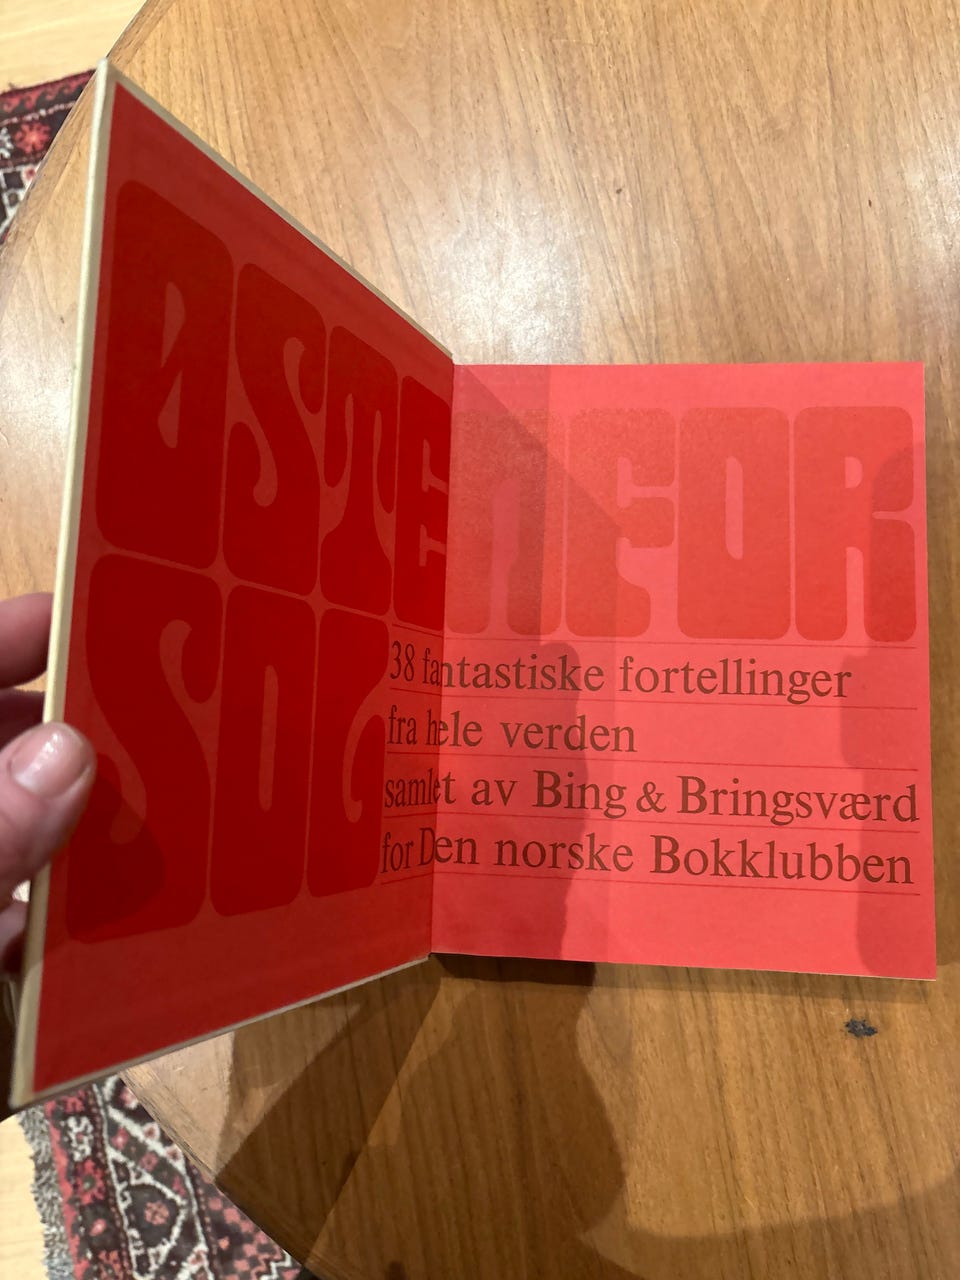 ØSTENFOR
SOL
38 fantastiske fortellinger
fra hele verden
samlet av Bing & Bringsværd
for Den norske Bokklubben